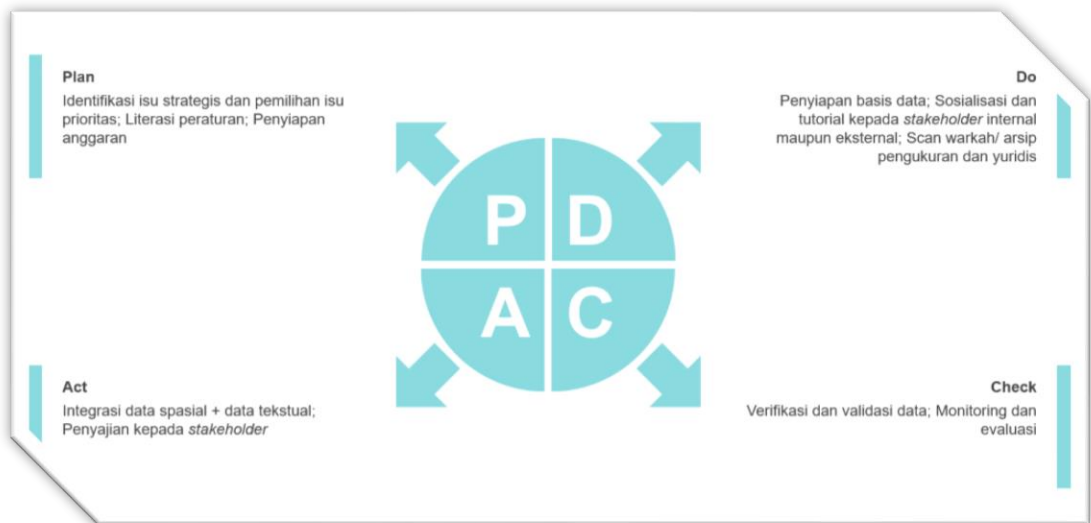 Plan
Identifikasi isu strategis dan pemilihan isu
prioritas; Literasi peraturan; Penyiapan
anggaran
Do
Penyiapan basis data; Sosialisasi dan
tutorial kepada stakeholder internal
maupun eksternal; Scan warkah/ arsip
pengukuran dan yuridis
P D
A C
Act
Integrasi data spasial + data tekstual;
Penyajian kepada stakeholder
Check
Verifikasi dan validasi data; Monitoring dan
evaluasi